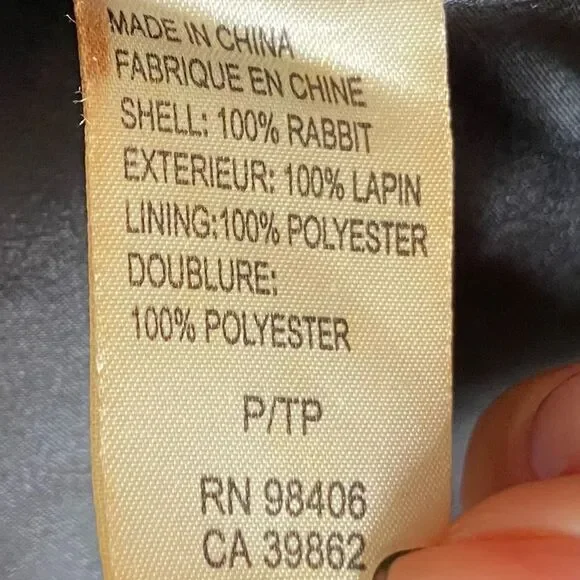 MADE IN CHINA
FABRIQUE EN CHINE
SHELL: 100% RABBIT
EXTERIEUR: 100% LAPIN
LINING:100% POLYESTER
DOUBLURE:
100% POLYESTER
P/TP
RN 98406
CA 39862